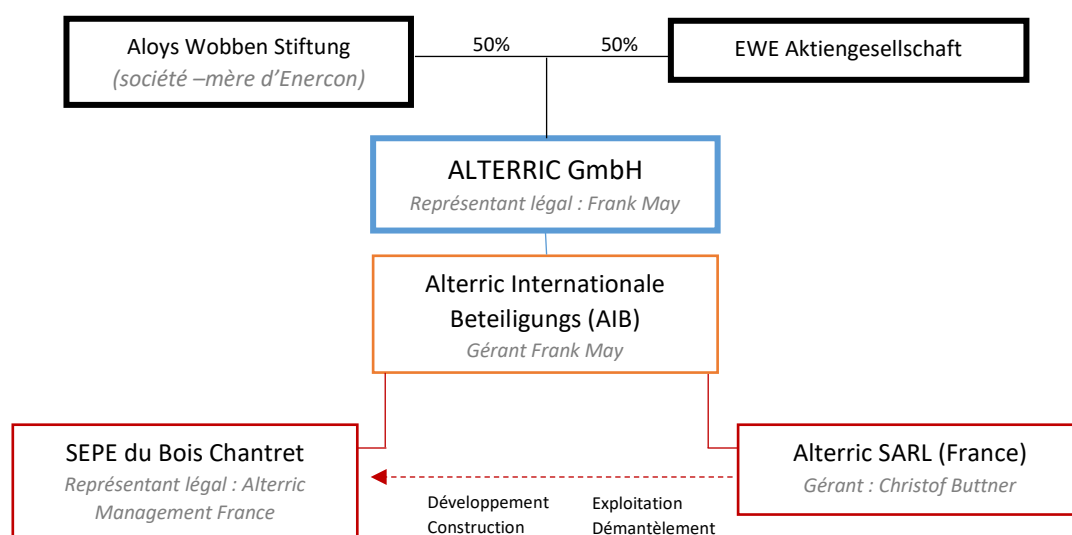 Aloys Wobben Stiftung
(société –mère d’Enercon)
50%
50%
EWE Aktiengesellschaft
ALTERRIC GmbH
Représentant légal : Frank May
Alterric Internationale
Beteiligungs (AIB)
Gérant Frank May
SEPE du Bois Chantret
Représentant légal : Alterric
Management France
Alterric SARL (France)
Gérant : Christof Buttner
Développement
Construction
Exploitation
Démantèlement